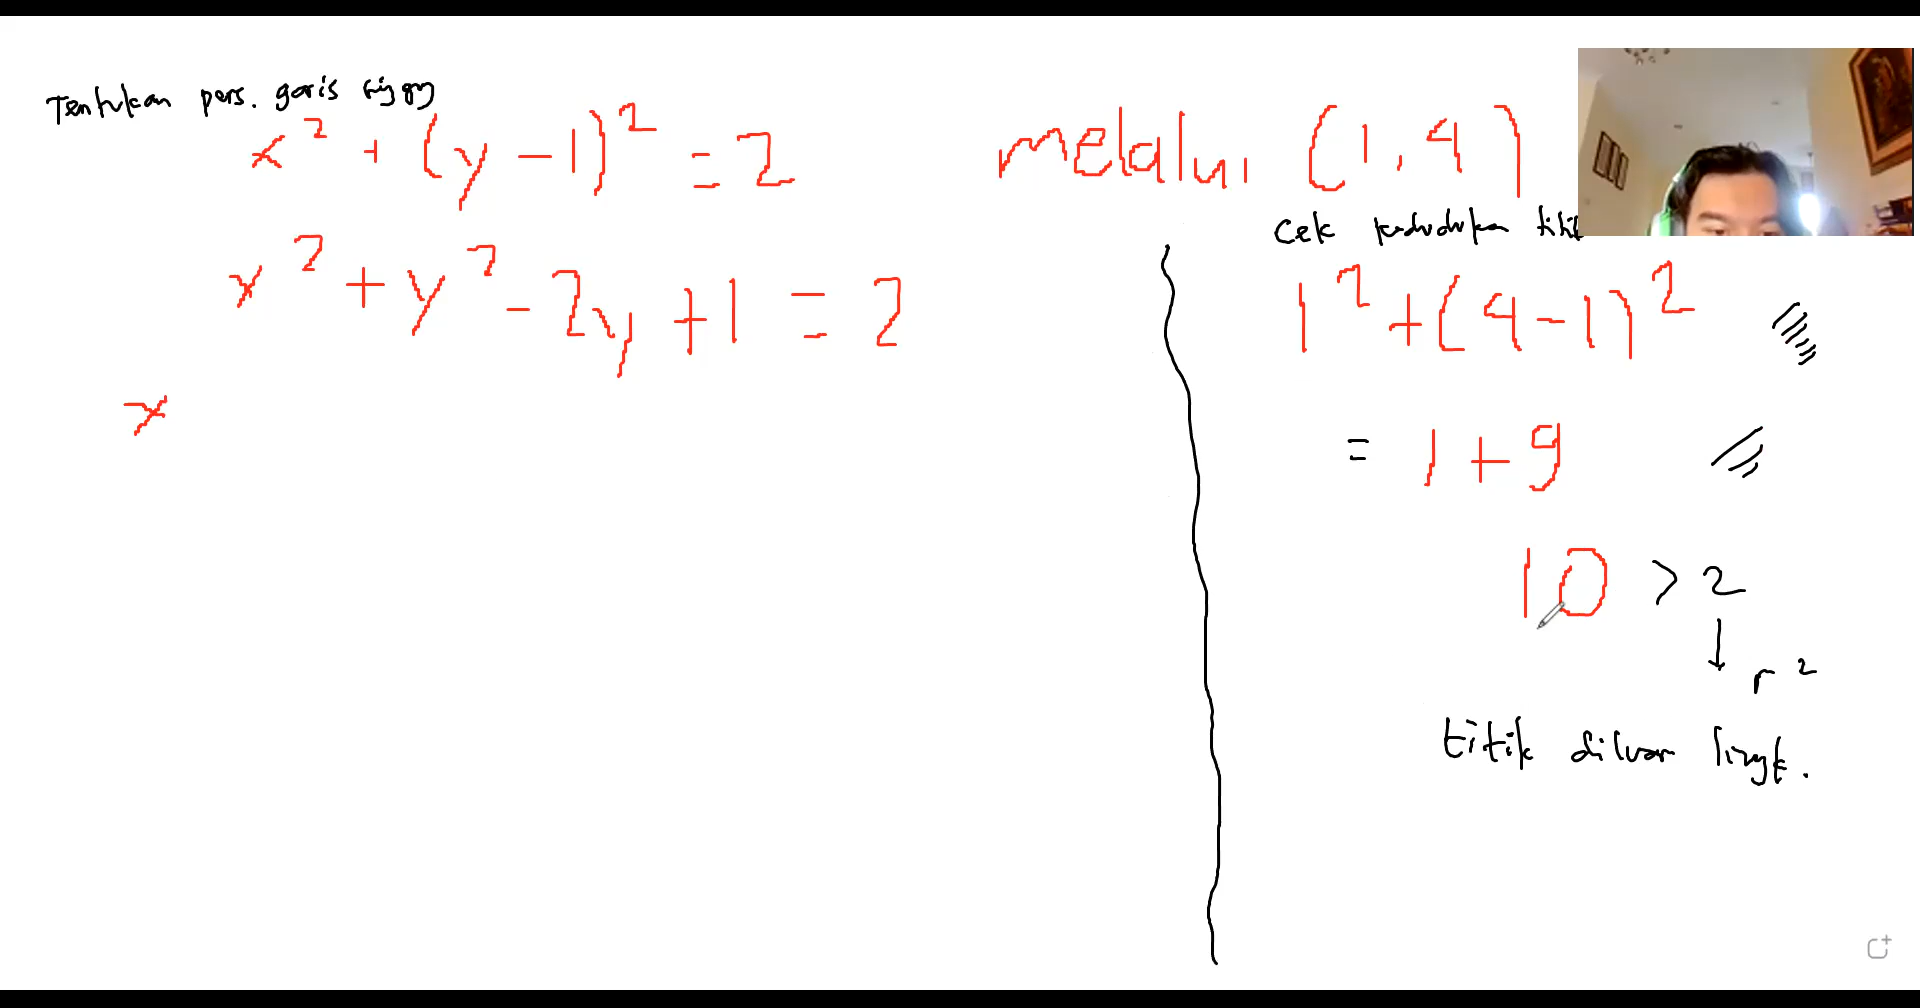 Tentukan pers. garis singg
x² + (y - 1)² = 2 melalui (1, 4)
x² + y² - 2y + 1 = 2
x
Cek kedudukan titik
1² + (4 - 1)²
= 1 + 9
10 > 2
↓ r²
titik diluar lingk.